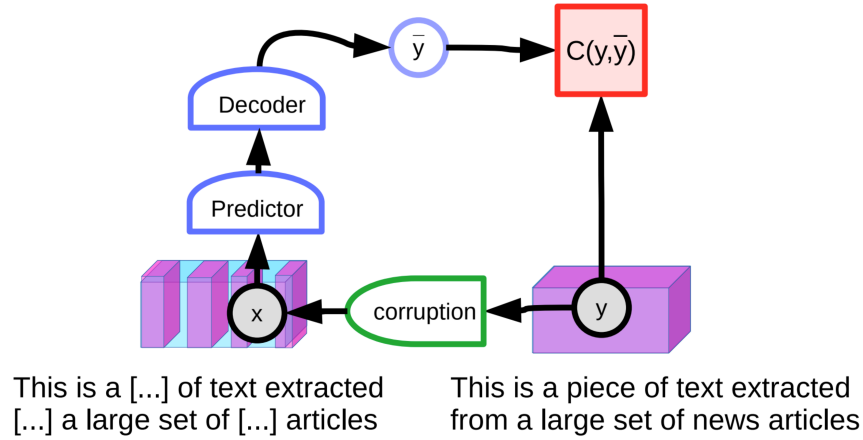 ȳ
C(y,ȳ)
Decoder
Predictor
x
corruption
y
This is a [...] of text extracted
[...] a large set of [...] articles
This is a piece of text extracted
from a large set of news articles